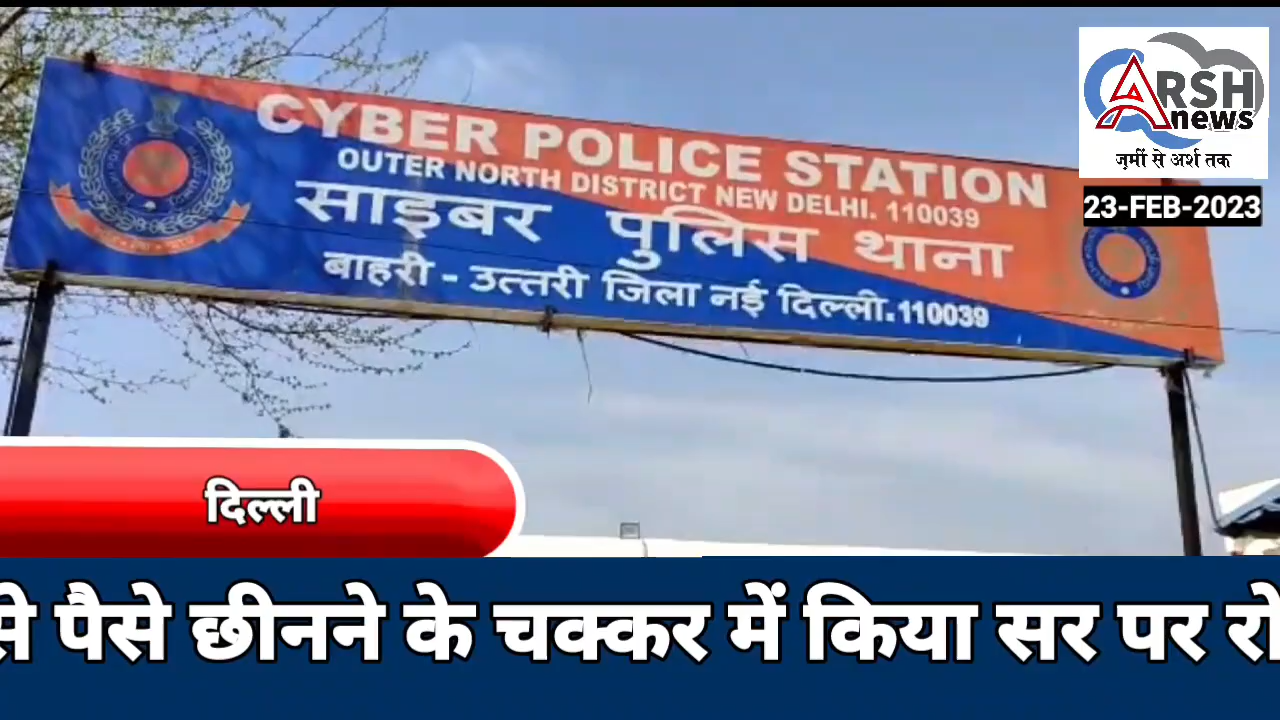 CYBER POLICE STATION
OUTER NORTH DISTRICT NEW DELHI. 110039
साइबर पुलिस थाना
बाहरी - उत्तरी जिला नई दिल्ली.110039
ARSH
news
ज़मीं से अर्श तक
23-FEB-2023
दिल्ली
से पैसे छीनने के चक्कर में किया सर पर